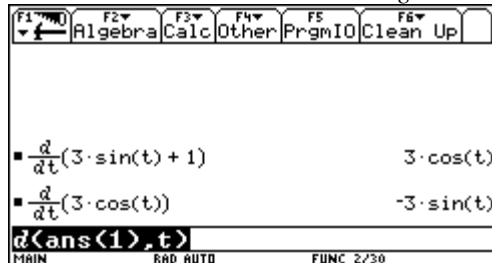 F1 F2 F3 F4 F5 F6
Algebra Calc Other PrgmIO Clean Up
d/dt(3·sin(t) + 1) 3·cos(t)
d/dt(3·cos(t)) -3·sin(t)
d(ans(1),t)
MAIN RAD AUTO FUNC 2/30